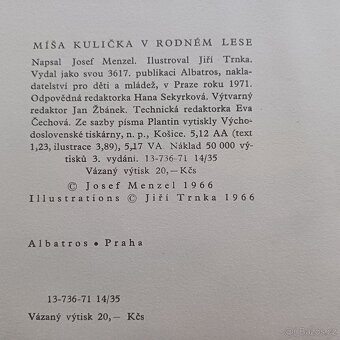 MÍŠA KULIČKA V RODNÉM LESE
Napsal Josef Menzel. Ilustroval Jiří Trnka.
Vydal jako svou 3617. publikaci Albatros, nakla-
datelství pro děti a mládež, v Praze roku 1971.
Odpovědná redaktorka Hana Sekyrková. Výtvarný
redaktor Jan Žbánek. Technická redaktorka Eva
Čechová. Ze sazby písma Plantin vytiskly Výcho-
doslovenské tiskárny, n. p., Košice. 5,12 AA (text
1,23, ilustrace 3,89), 5,17 VA. Náklad 50 000 vý-
tisků 3. vydání. 13-736-71 14/35
Vázaný výtisk 20,— Kčs
© Josef Menzel 1966
Illustrations © Jiří Trnka 1966
Albatros • Praha
13-736-71 14/35
Vázaný výtisk 20,— Kčs